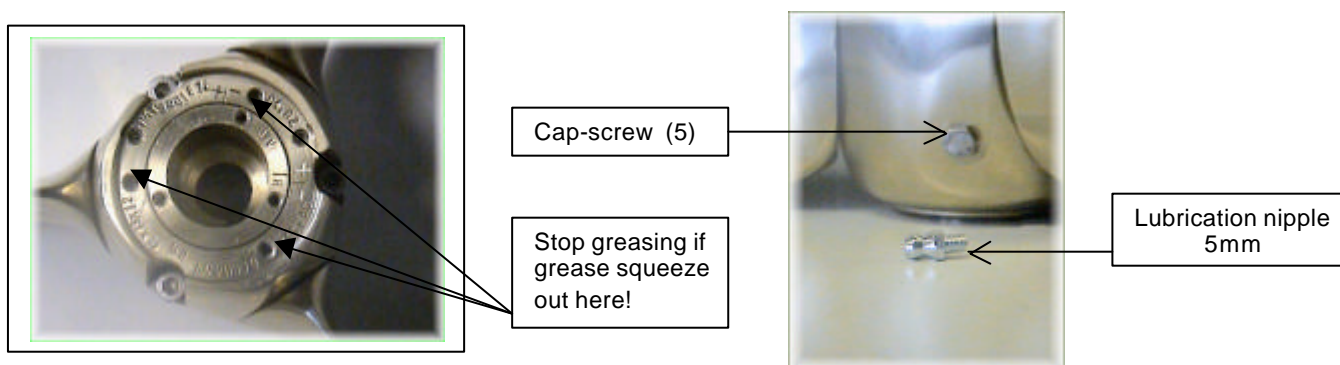 Cap-screw (5)
Stop greasing if
grease squeeze
out here!
Lubrication nipple
5mm